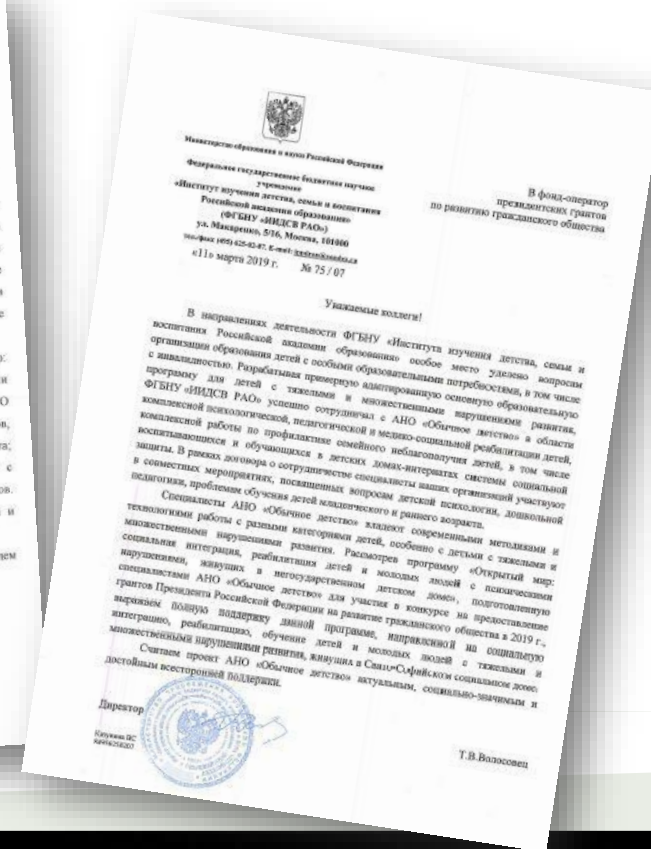 Министерство образования и науки Российской Федерации
Федеральное государственное бюджетное научное
учреждение
«Институт изучения детства, семьи и воспитания
Российской академии образования»
(ФГБНУ «ИИДСВ РАО»)
ул. Макаренко, 5/16, Москва, 101000
«11» марта 2019 г. № 75 / 07
В фонд-оператор
президентских грантов
по развитию гражданского общества
Уважаемые коллеги!
В направлениях деятельности ФГБНУ «Института изучения детства, семьи и
воспитания Российской академии образования» особое место уделено вопросам
организации образования детей с особыми образовательными потребностями, в том числе
с инвалидностью. Разрабатывая примерную адаптированную основную образовательную
программу для детей с тяжелыми и множественными нарушениями развития,
ФГБНУ «ИИДСВ РАО» успешно сотрудничал с АНО «Обычное детство» в области
комплексной психологической, педагогической и медико-социальной реабилитации детей,
комплексной работы по профилактике семейного неблагополучия детей, в том числе
воспитывающихся и обучающихся в детских домах-интернатах системы социальной
защиты. В рамках договора о сотрудничестве специалисты наших организаций участвуют
в совместных мероприятиях, посвященных вопросам детской психологии, дошкольной
педагогики, проблемам обучения детей младенческого и раннего возраста.
Специалисты АНО «Обычное детство» владеют современными методиками и
технологиями работы с разными категориями детей, особенно с детьми с тяжелыми и
множественными нарушениями развития. Рассмотрев программу «Открытый мир:
социальная интеграция, реабилитация детей и молодых людей с психическими
нарушениями, живущих в негосударственном детском доме», подготовленную
специалистами АНО «Обычное детство» для участия в конкурсе на предоставление
грантов Президента Российской Федерации на развитие гражданского общества в 2019 г.,
выражаем полную поддержку данной программе, направленной на социальную
интеграцию, реабилитацию, обучение детей и молодых людей с тяжелыми и
множественными нарушениями развития, живущих в Свято-Софийском социальном доме.
Считаем проект АНО «Обычное детство» актуальным, социально-значимым и
достойным всесторонней поддержки.
Директор
Т.В.Волосовец